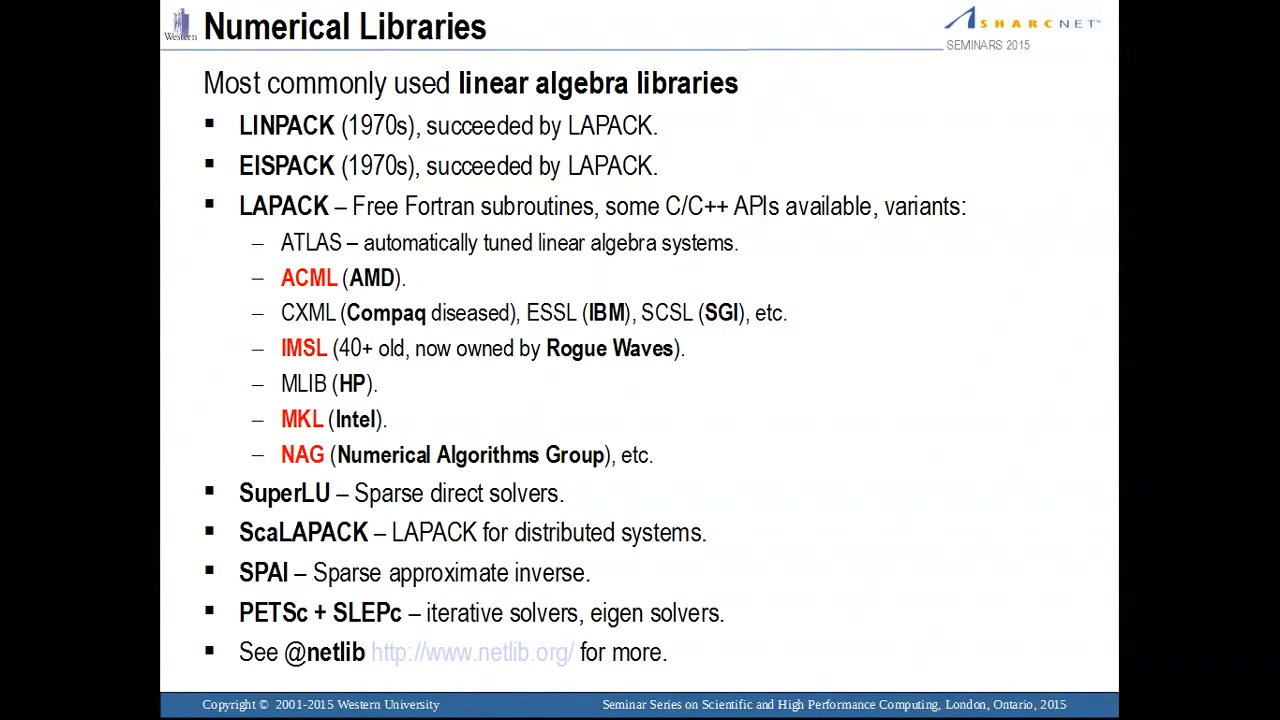 Western
Numerical Libraries
SHARCNET™
SEMINARS 2015
Most commonly used linear algebra libraries
▪ LINPACK (1970s), succeeded by LAPACK.
▪ EISPACK (1970s), succeeded by LAPACK.
▪ LAPACK – Free Fortran subroutines, some C/C++ APIs available, variants:
– ATLAS – automatically tuned linear algebra systems.
– ACML (AMD).
– CXML (Compaq diseased), ESSL (IBM), SCSL (SGI), etc.
– IMSL (40+ old, now owned by Rogue Waves).
– MLIB (HP).
– MKL (Intel).
– NAG (Numerical Algorithms Group), etc.
▪ SuperLU – Sparse direct solvers.
▪ ScaLAPACK – LAPACK for distributed systems.
▪ SPAI – Sparse approximate inverse.
▪ PETSc + SLEPc – iterative solvers, eigen solvers.
▪ See @netlib http://www.netlib.org/ for more.
Copyright © 2001-2015 Western University
Seminar Series on Scientific and High Performance Computing, London, Ontario, 2015